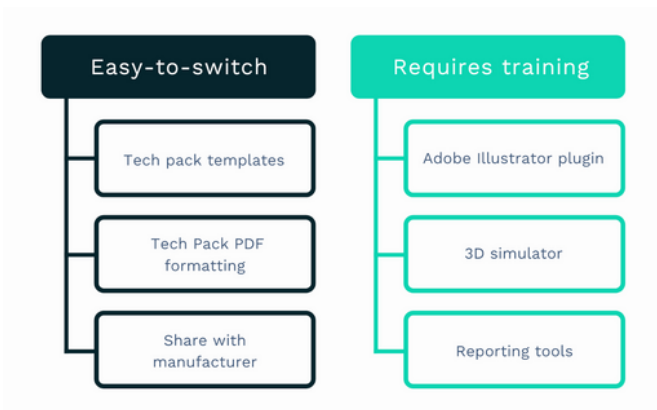 Easy-to-switch
Tech pack templates
Tech Pack PDF
formatting
Share with
manufacturer
Requires training
Adobe Illustrator plugin
3D simulator
Reporting tools